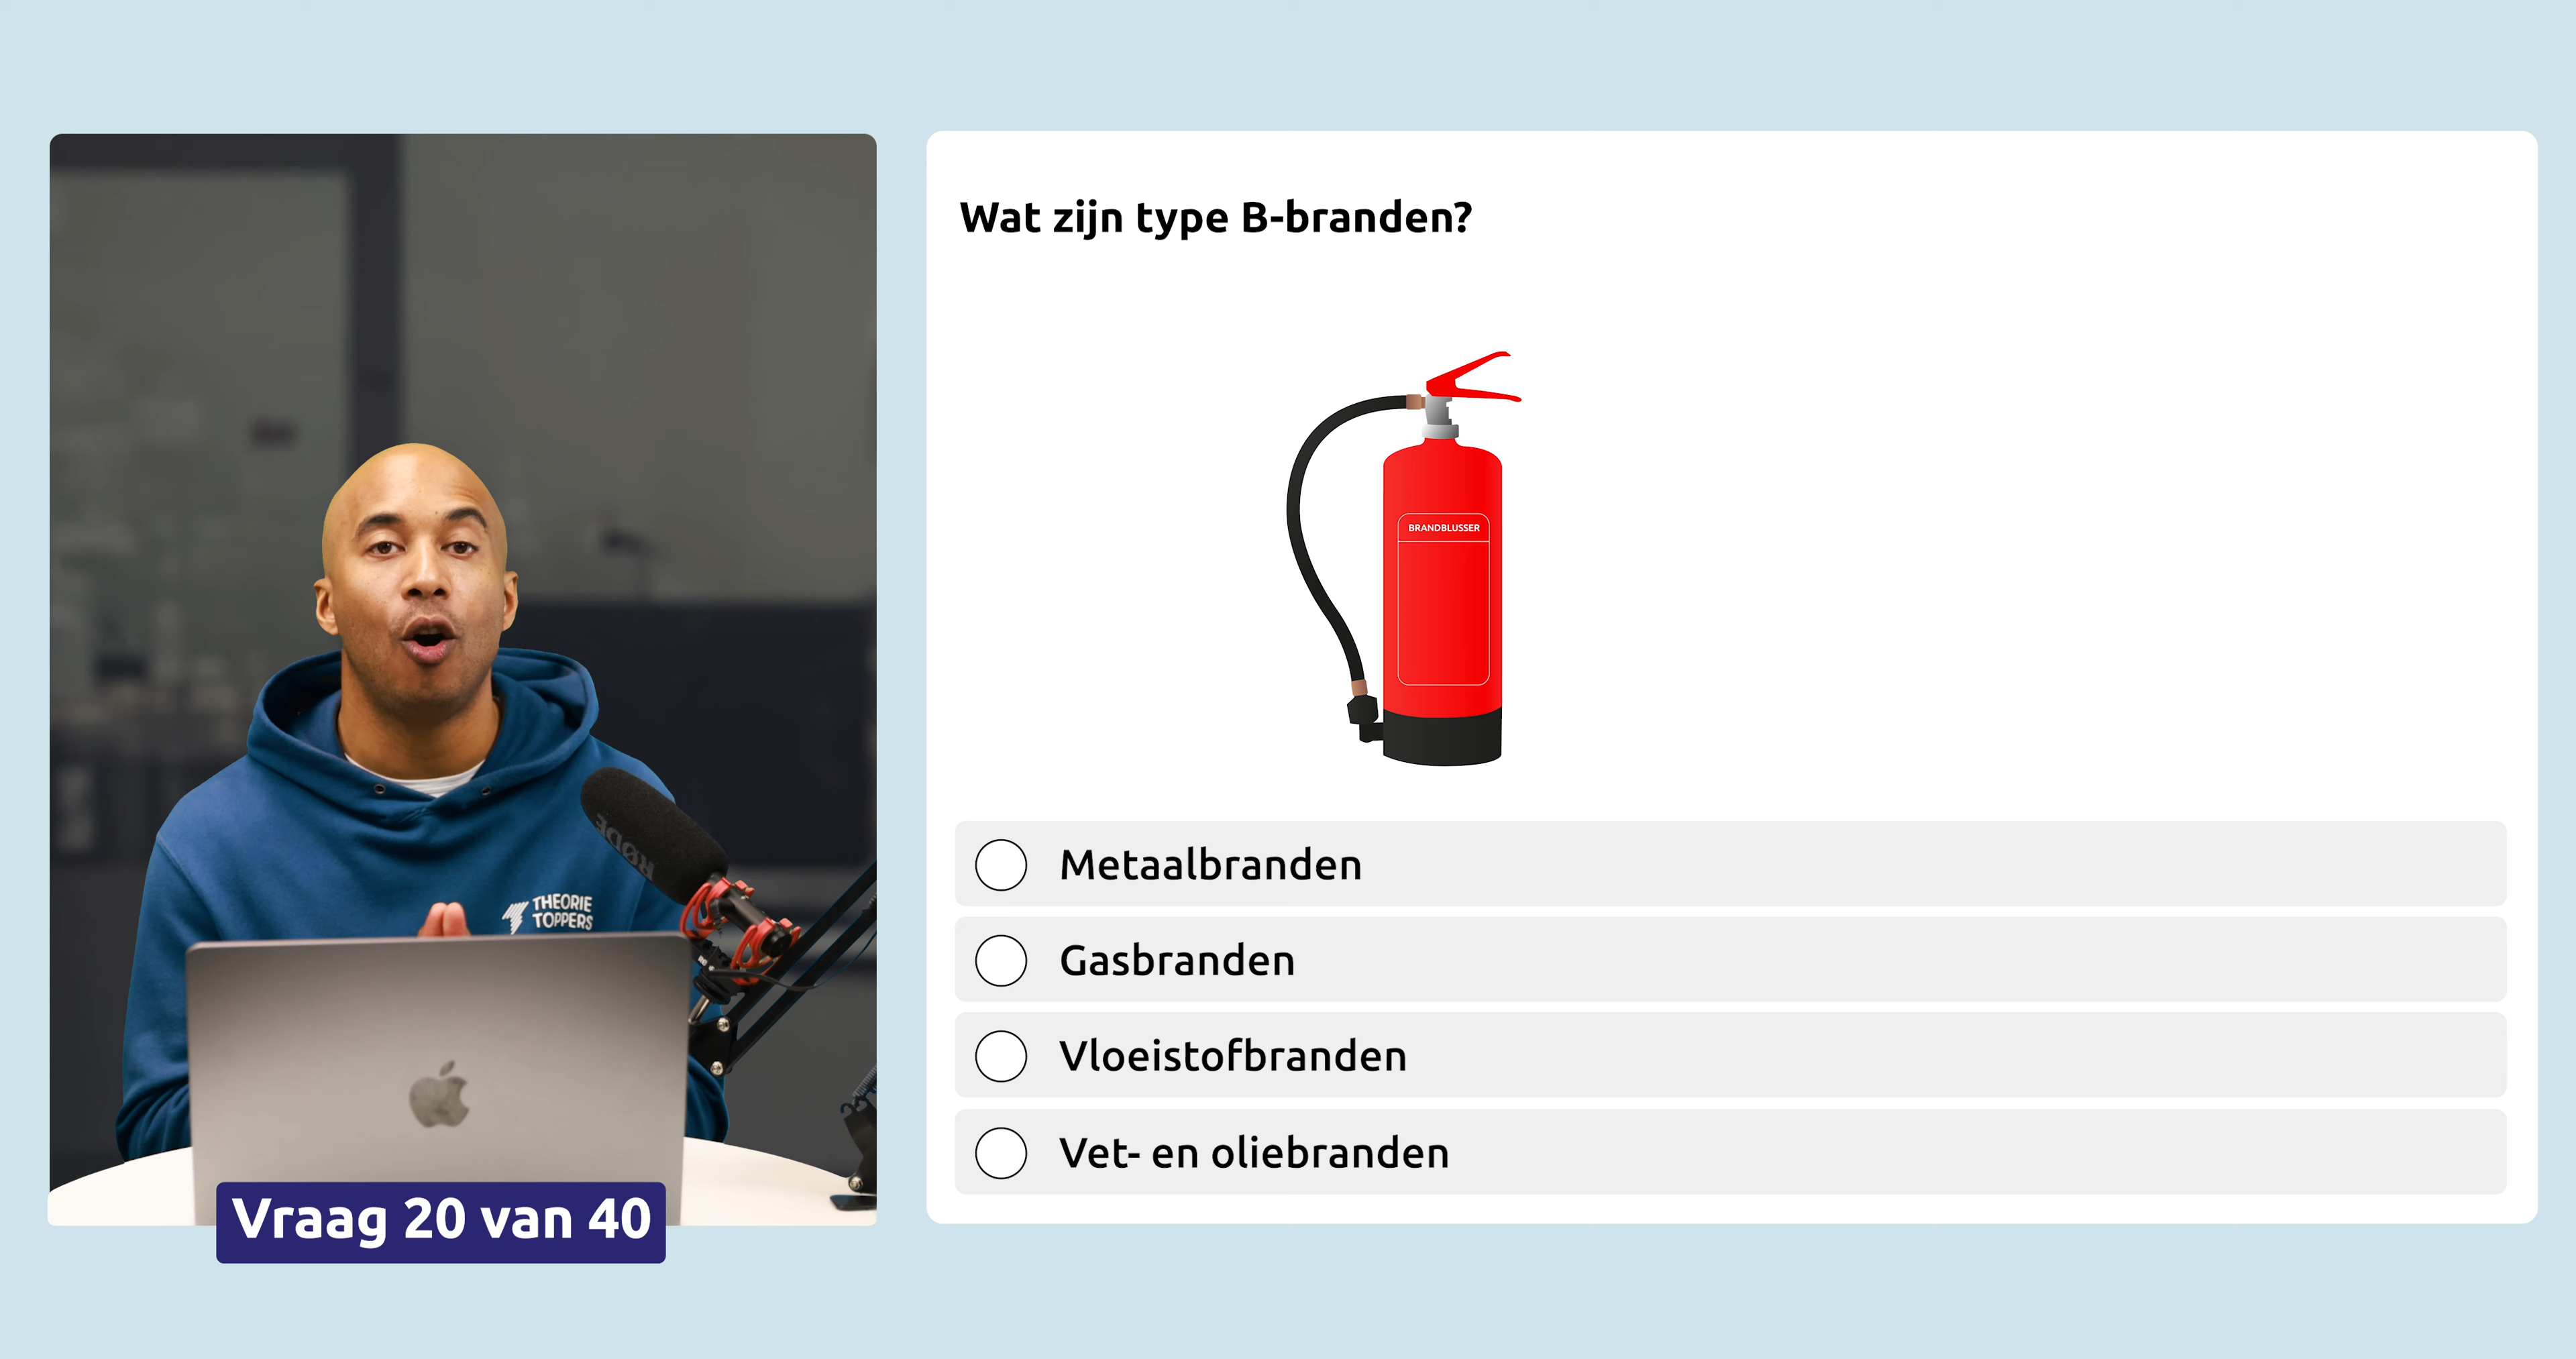 THEORIE
TOPPERS
RØDE
Vraag 20 van 40
Wat zijn type B-branden?
BRANDBLUSSER
Metaalbranden
Gasbranden
Vloeistofbranden
Vet- en oliebranden